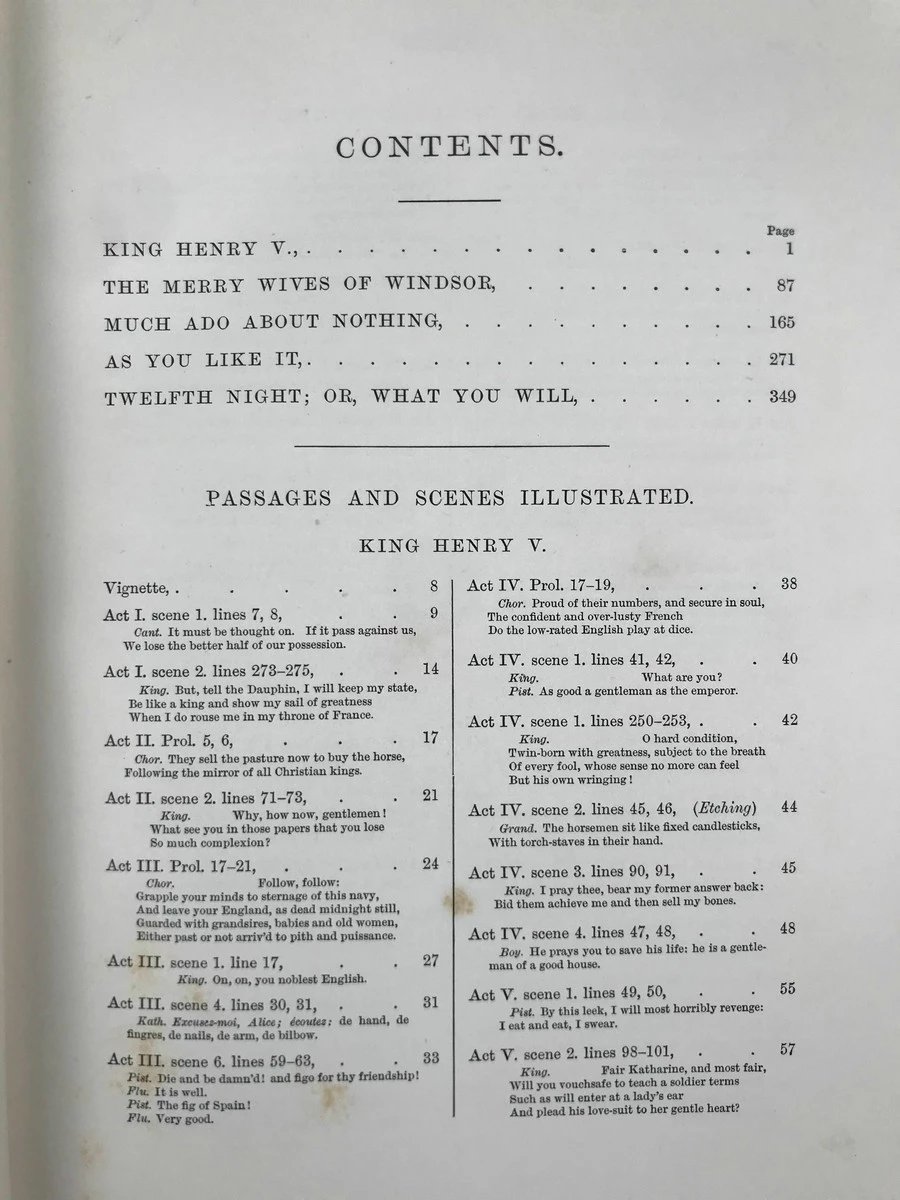 CONTENTS.
Page
KING HENRY V., . . . . . . . . . . . . . . . 1
THE MERRY WIVES OF WINDSOR, . . . . . . . . 87
MUCH ADO ABOUT NOTHING, . . . . . . . . . . 165
AS YOU LIKE IT, . . . . . . . . . . . . . . . 271
TWELFTH NIGHT; OR, WHAT YOU WILL, . . . . . . 349
PASSAGES AND SCENES ILLUSTRATED.
KING HENRY V.
Vignette, . . . . . 8
Act I. scene 1. lines 7, 8, . . 9
Cant. It must be thought on. If it pass against us,
We lose the better half of our possession.
Act I. scene 2. lines 273–275, . . 14
King. But, tell the Dauphin, I will keep my state,
Be like a king and show my sail of greatness
When I do rouse me in my throne of France.
Act II. Prol. 5, 6, . . . 17
Chor. They sell the pasture now to buy the horse,
Following the mirror of all Christian kings.
Act II. scene 2. lines 71–73, . . 21
King. Why, how now, gentlemen!
What see you in those papers that you lose
So much complexion?
Act III. Prol. 17–21, . . . 24
Chor. Follow, follow:
Grapple your minds to sternage of this navy,
And leave your England, as dead midnight still,
Guarded with grandsires, babies and old women,
Either past or not arriv'd to pith and puissance.
Act III. scene 1. line 17, . . 27
King. On, on, you noblest English.
Act III. scene 4. lines 30, 31, . . 31
Kath. Excusez-moi, Alice; écoutez: de hand, de
fingres, de nails, de arm, de bilbow.
Act III. scene 6. lines 59–63, . . 33
Pist. Die and be damn'd! and figo for thy friendship!
Flu. It is well.
Pist. The fig of Spain!
Flu. Very good.
Act IV. Prol. 17–19, . . . 38
Chor. Proud of their numbers, and secure in soul,
The confident and over-lusty French
Do the low-rated English play at dice.
Act IV. scene 1. lines 41, 42, . . 40
King. What are you?
Pist. As good a gentleman as the emperor.
Act IV. scene 1. lines 250–253, . . 42
King. O hard condition,
Twin-born with greatness, subject to the breath
Of every fool, whose sense no more can feel
But his own wringing!
Act IV. scene 2. lines 45, 46, (Etching) 44
Grand. The horsemen sit like fixed candlesticks,
With torch-staves in their hand.
Act IV. scene 3. lines 90, 91, . . 45
King. I pray thee, bear my former answer back:
Bid them achieve me and then sell my bones.
Act IV. scene 4. lines 47, 48, . . 48
Boy. He prays you to save his life: he is a gentle-
man of a good house.
Act V. scene 1. lines 49, 50, . . 55
Pist. By this leek, I will most horribly revenge:
I eat and eat, I swear.
Act V. scene 2. lines 98–101, . . 57
King. Fair Katharine, and most fair,
Will you vouchsafe to teach a soldier terms
Such as will enter at a lady's ear
And plead his love-suit to her gentle heart?